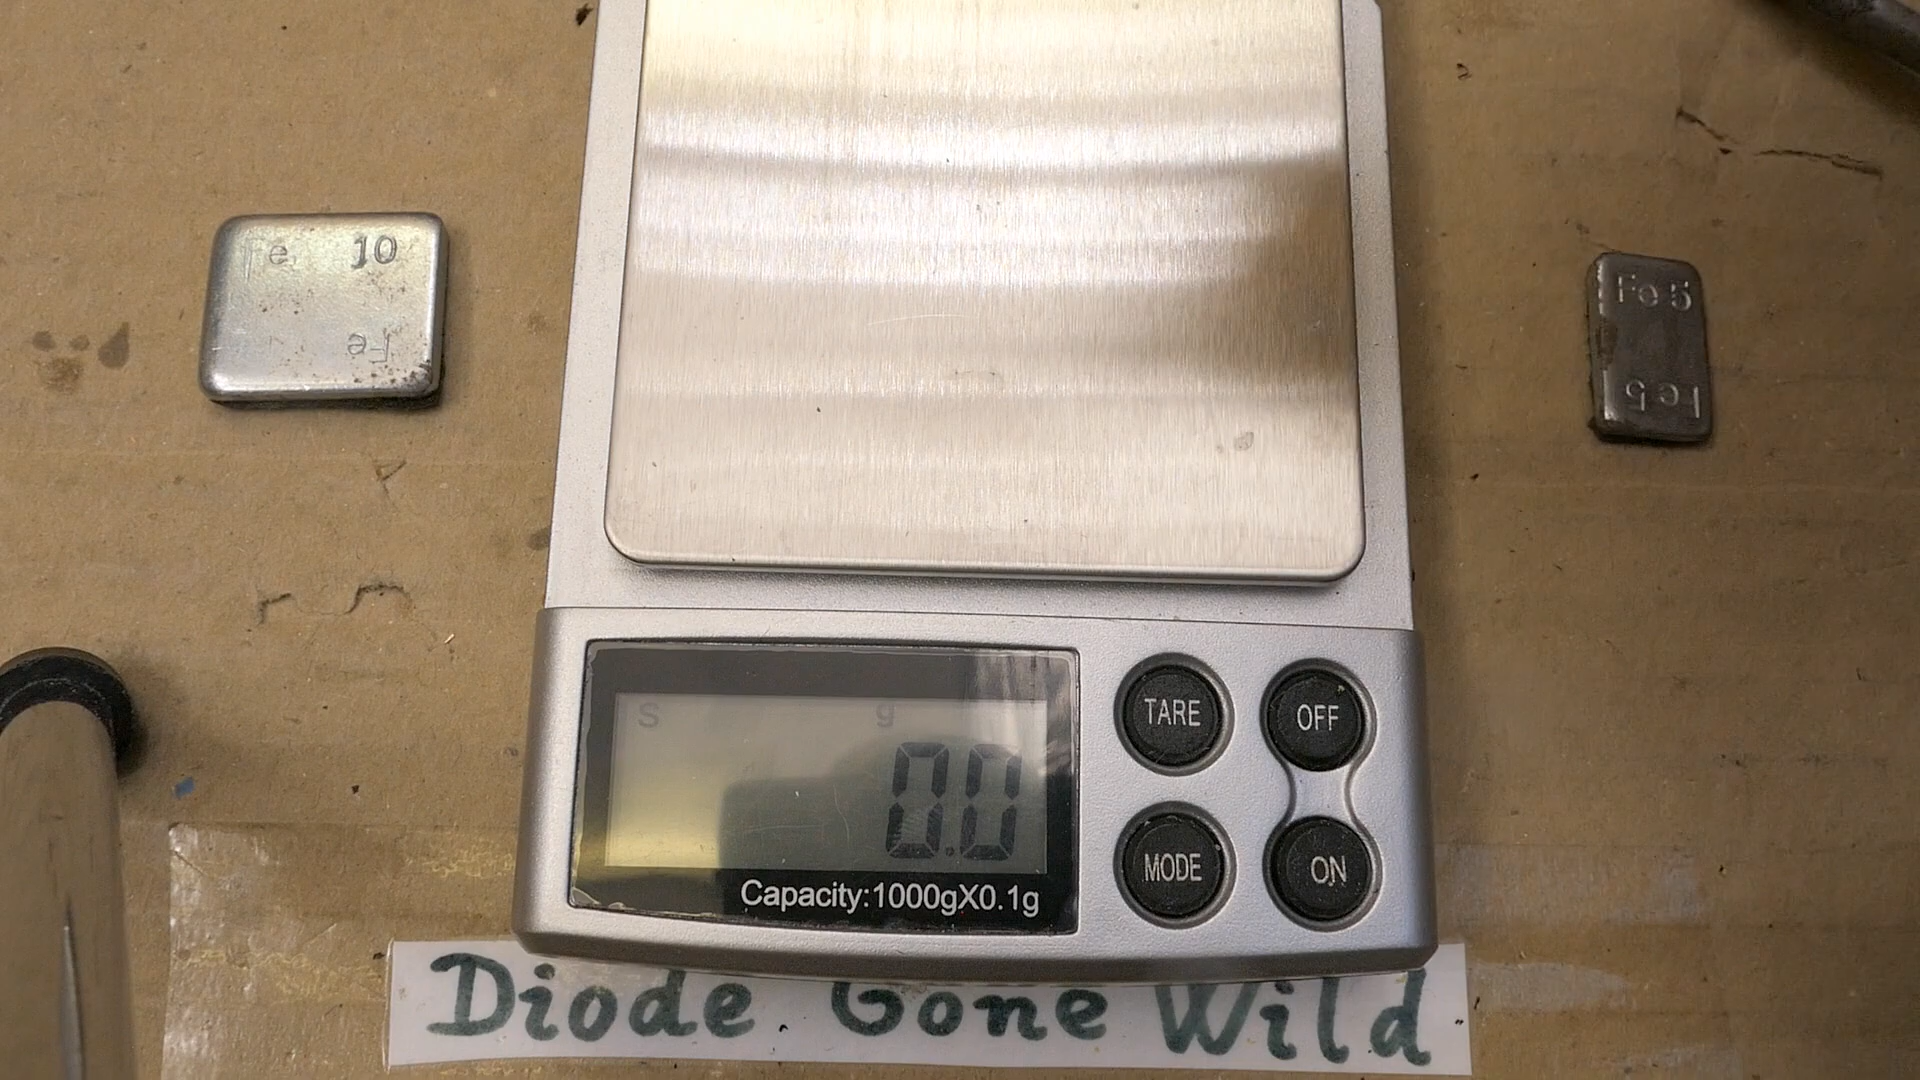 Fe 10
Fe
Fe 5
Fe 5
S g
0.0
Capacity:1000gX0.1g
TARE
OFF
MODE
ON
Diode Gone Wild